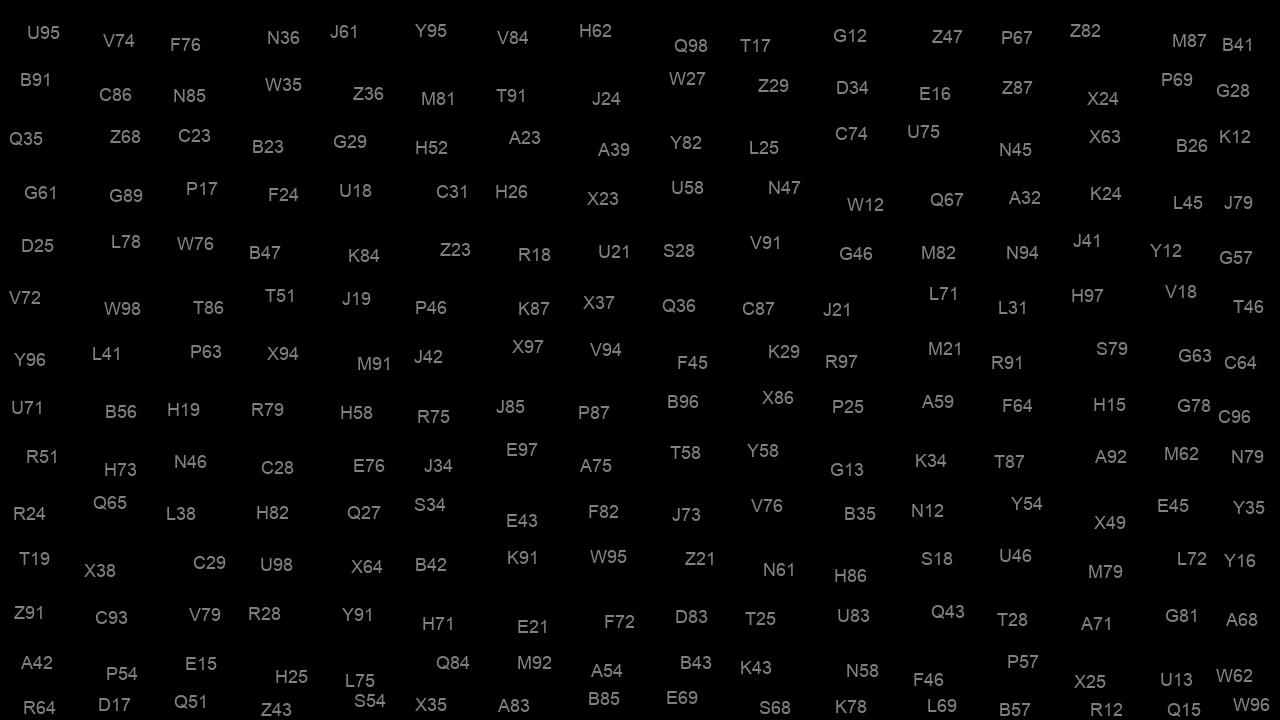 U95 V74 F76 N36 J61 Y95 V84 H62 Q98 T17 G12 Z47 P67 Z82 M87 B41
B91 C86 N85 W35 Z36 M81 T91 J24 W27 Z29 D34 E16 Z87 X24 P69 G28
Q35 Z68 C23 B23 G29 H52 A23 A39 Y82 L25 C74 U75 N45 X63 B26 K12
G61 G89 P17 F24 U18 C31 H26 X23 U58 N47 W12 Q67 A32 K24 L45 J79
D25 L78 W76 B47 K84 Z23 R18 U21 S28 V91 G46 M82 N94 J41 Y12 G57
V72 W98 T86 T51 J19 P46 K87 X37 Q36 C87 J21 L71 L31 H97 V18 T46
Y96 L41 P63 X94 M91 J42 X97 V94 F45 K29 R97 M21 R91 S79 G63 C64
U71 B56 H19 R79 H58 R75 J85 P87 B96 X86 P25 A59 F64 H15 G78 C96
R51 H73 N46 C28 E76 J34 E97 A75 T58 Y58 G13 K34 T87 A92 M62 N79
R24 Q65 L38 H82 Q27 S34 E43 F82 J73 V76 B35 N12 Y54 X49 E45 Y35
T19 X38 C29 U98 X64 B42 K91 W95 Z21 N61 H86 S18 U46 M79 L72 Y16
Z91 C93 V79 R28 Y91 H71 E21 F72 D83 T25 U83 Q43 T28 A71 G81 A68
A42 P54 E15 H25 L75 Q84 M92 A54 B43 K43 N58 F46 P57 X25 U13 W62
R64 D17 Q51 Z43 S54 X35 A83 B85 E69 S68 K78 L69 B57 R12 Q15 W96